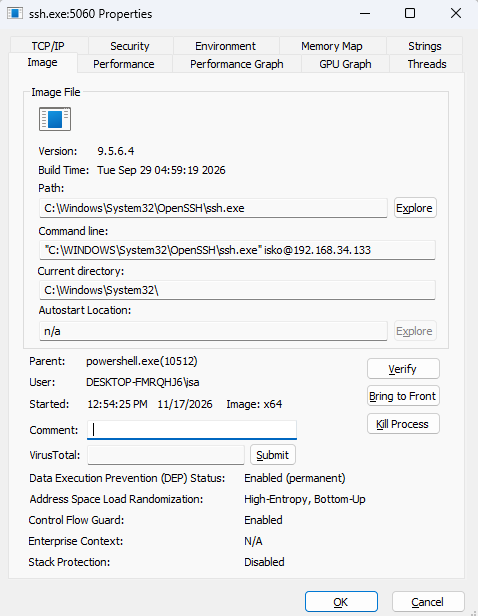 ssh.exe:5060 Properties
TCP/IP Security Environment Memory Map Strings
Image Performance Performance Graph GPU Graph Threads
Image File
Version: 9.5.6.4
Build Time: Tue Sep 29 04:59:19 2026
Path:
C:\Windows\System32\OpenSSH\ssh.exe Explore
Command line:
"C:\WINDOWS\System32\OpenSSH\ssh.exe" isko@192.168.34.133
Current directory:
C:\Windows\System32\
Autostart Location:
n/a Explore
Parent: powershell.exe(10512) Verify
User: DESKTOP-FMRQHJ6\jsa
Bring to Front
Started: 12:54:25 PM 11/17/2026 Image: x64
Kill Process
Comment:
VirusTotal: Submit
Data Execution Prevention (DEP) Status: Enabled (permanent)
Address Space Load Randomization: High-Entropy, Bottom-Up
Control Flow Guard: Enabled
Enterprise Context: N/A
Stack Protection: Disabled
OK Cancel